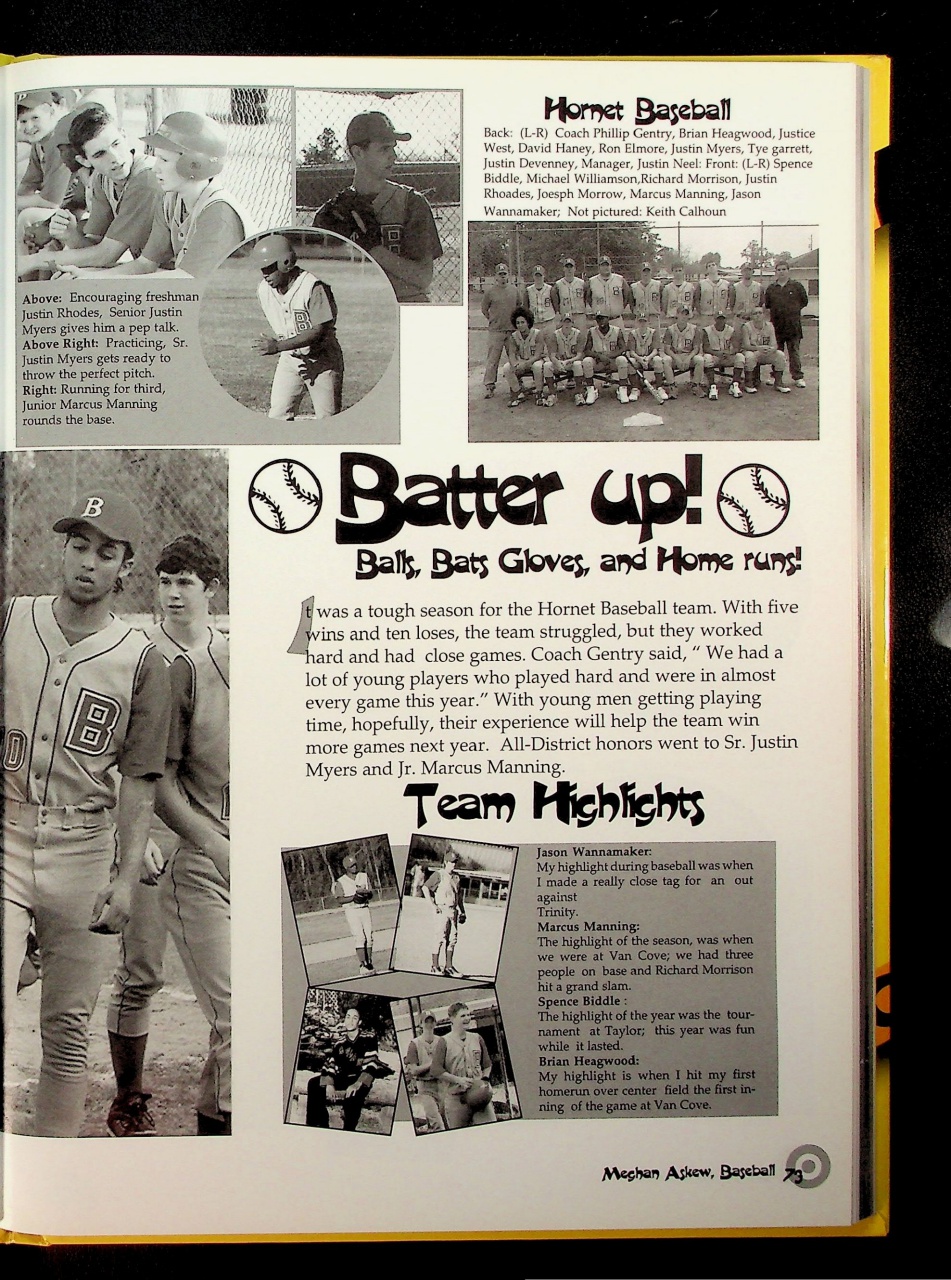 Hornet Baseball
Back: (L-R) Coach Phillip Gentry, Brian Heagwood, Justice
West, David Haney, Ron Elmore, Justin Myers, Tye garrett,
Justin Devenney, Manager, Justin Neel: Front: (L-R) Spence
Biddle, Michael Williamson,Richard Morrison, Justin
Rhoades, Joesph Morrow, Marcus Manning, Jason
Wannamaker; Not pictured: Keith Calhoun
Above: Encouraging freshman
Justin Rhodes, Senior Justin
Myers gives him a pep talk.
Above Right: Practicing, Sr.
Justin Myers gets ready to
throw the perfect pitch.
Right: Running for third,
Junior Marcus Manning
rounds the base.
B
B
0
Batter up!
Balls, Bats Gloves, and Home runs!
It was a tough season for the Hornet Baseball team. With five
wins and ten loses, the team struggled, but they worked
hard and had close games. Coach Gentry said, “ We had a
lot of young players who played hard and were in almost
every game this year.” With young men getting playing
time, hopefully, their experience will help the team win
more games next year. All-District honors went to Sr. Justin
Myers and Jr. Marcus Manning.
Team Highlights
Jason Wannamaker:
My highlight during baseball was when
I made a really close tag for an out
against
Trinity.
Marcus Manning:
The highlight of the season, was when
we were at Van Cove; we had three
people on base and Richard Morrison
hit a grand slam.
Spence Biddle :
The highlight of the year was the tour-
nament at Taylor; this year was fun
while it lasted.
Brian Heagwood:
My highlight is when I hit my first
homerun over center field the first in-
ning of the game at Van Cove.
Meghan Askew, Baseball 73